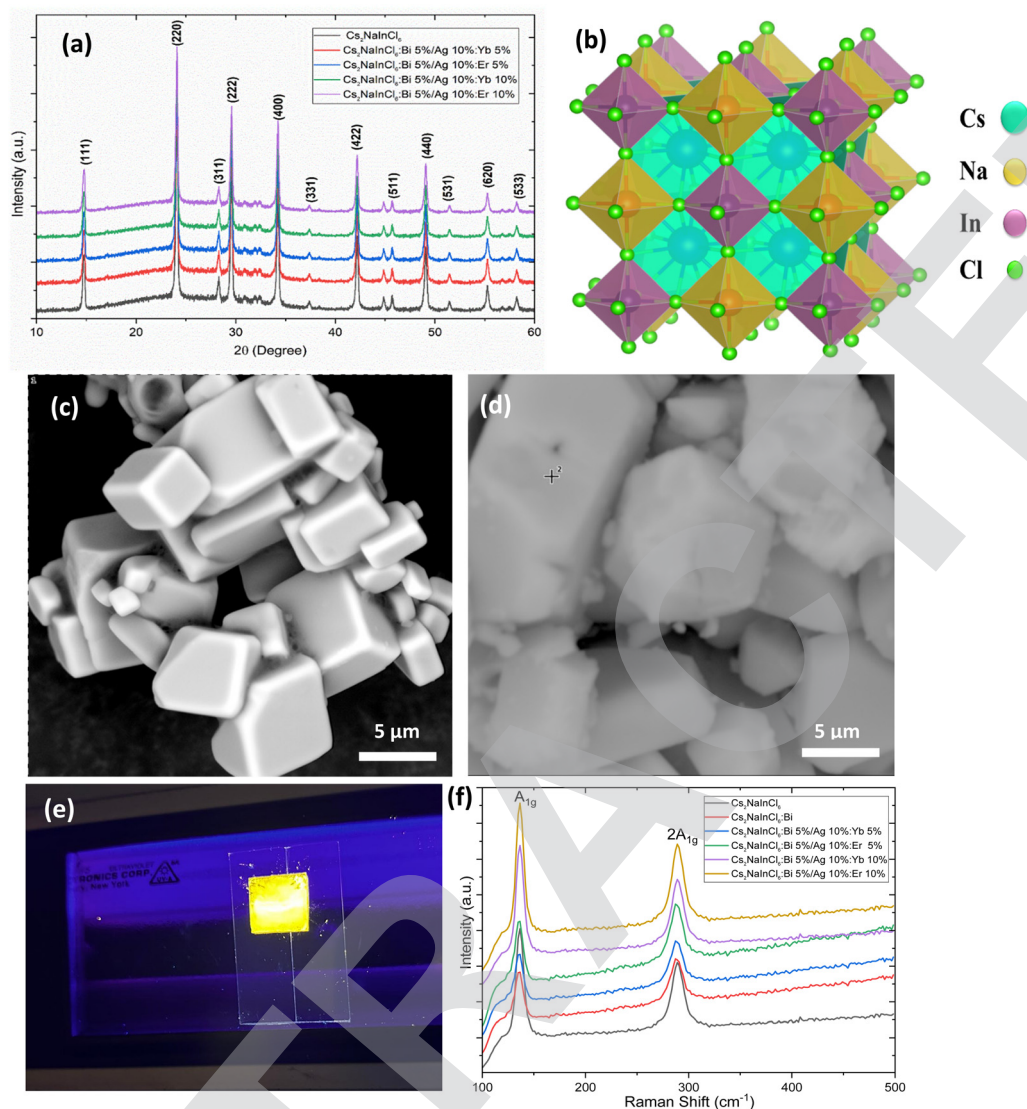 (a)
Intensity (a.u.)
(111)
(220)
(311)
(222)
(400)
(331)
(422)
(511)
(440)
(531)
(620)
(533)
Cs₂NaInCl₆
Cs₂NaInCl₆:Bi 5%/Ag 10%:Yb 5%
Cs₂NaInCl₆:Bi 5%/Ag 10%:Er 5%
Cs₂NaInCl₆:Bi 5%/Ag 10%:Yb 10%
Cs₂NaInCl₆:Bi 5%/Ag 10%:Er 10%
10 20 30 40 50 60
2θ (Degree)
(b)
Cs
Na
In
Cl
(c)
5 µm
(d)
2
5 µm
(e)
RONICS CORP.
New York
(f)
Intensity (a.u.)
A₁g
2A₁g
Cs₂NaInCl₆
Cs₂NaInCl₆:Bi
Cs₂NaInCl₆:Bi 5%/Ag 10%:Yb 5%
Cs₂NaInCl₆:Bi 5%/Ag 10%:Er 5%
Cs₂NaInCl₆:Bi 5%/Ag 10%:Yb 10%
Cs₂NaInCl₆:Bi 5%/Ag 10%:Er 10%
100 200 300 400 500
Raman Shift (cm⁻¹)
TRACTE